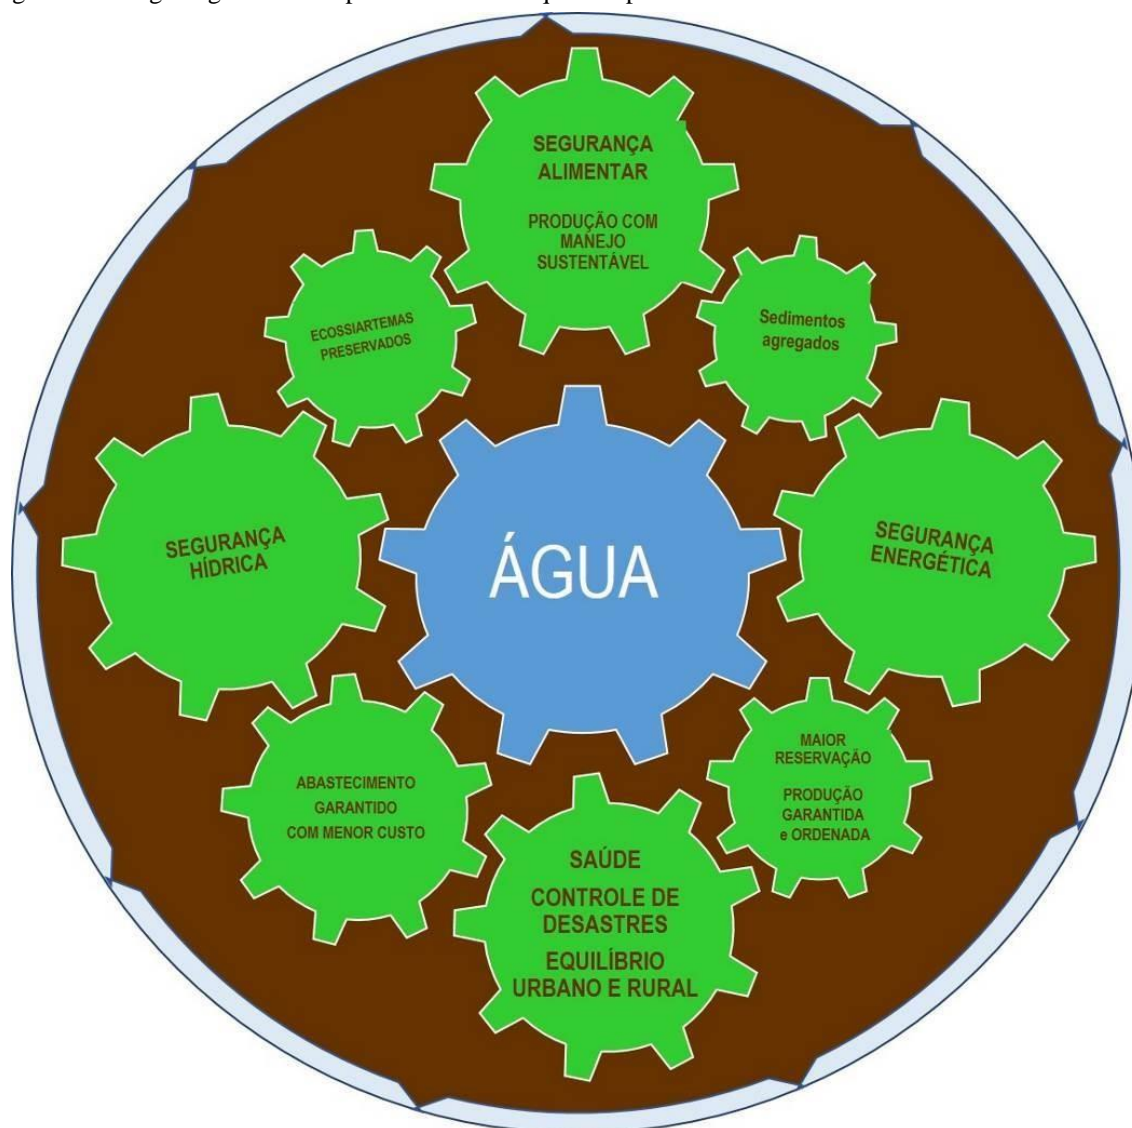 SEGURANÇA
ALIMENTAR
PRODUÇÃO COM
MANEJO
SUSTENTÁVEL
ECOSSIARTEMAS
PRESERVADOS
Sedimentos
agregados
SEGURANÇA
HÍDRICA
ÁGUA
SEGURANÇA
ENERGÉTICA
ABASTECIMENTO
GARANTIDO
COM MENOR CUSTO
MAIOR
RESERVAÇÃO
PRODUÇÃO
GARANTIDA
e ORDENADA
SAÚDE
CONTROLE DE
DESASTRES
EQUILÍBRIO
URBANO E RURAL